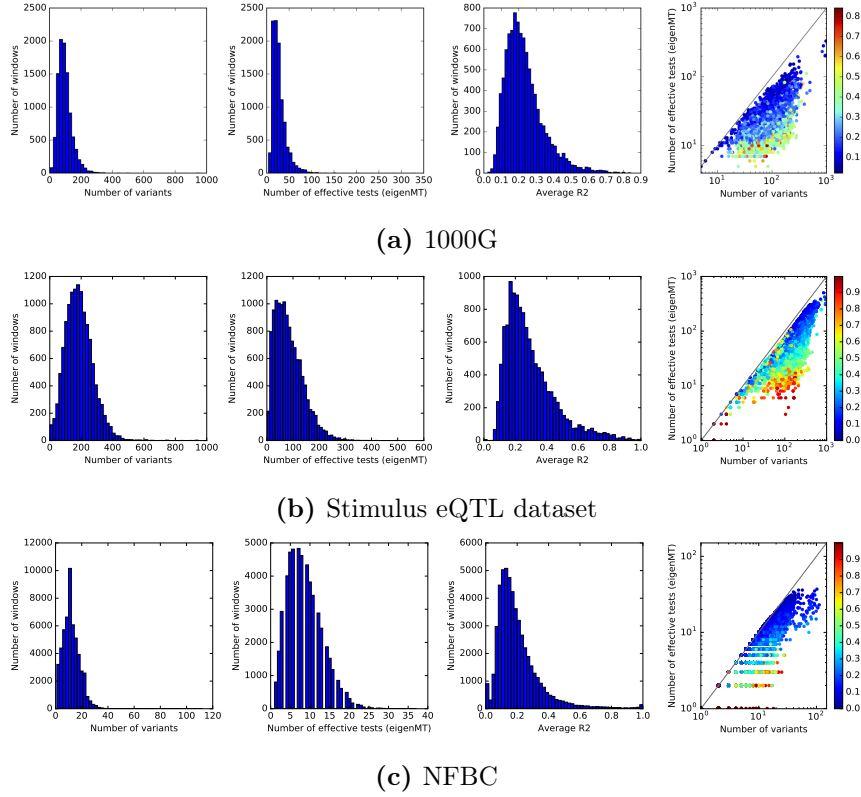 2500
2000
1500
1000
500
0
Number of windows
0 200 400 600 800 1000
Number of variants
2500
2000
1500
1000
500
0
Number of windows
0 50 100 150 200 250 300 350
Number of effective tests (eigenMT)
800
700
600
500
400
300
200
100
0
Number of windows
0.0 0.1 0.2 0.3 0.4 0.5 0.6 0.7 0.8 0.9
Average R2
10³
10²
10¹
Number of effective tests (eigenMT)
10¹ 10² 10³
Number of variants
0.8
0.7
0.6
0.5
0.4
0.3
0.2
0.1
(a) 1000G
1200
1000
800
600
400
200
0
Number of windows
0 200 400 600 800 1000
Number of variants
1200
1000
800
600
400
200
0
Number of windows
0 100 200 300 400 500 600
Number of effective tests (eigenMT)
1000
800
600
400
200
0
Number of windows
0.0 0.2 0.4 0.6 0.8 1.0
Average R2
10³
10²
10¹
10⁰
Number of effective tests (eigenMT)
10⁰ 10¹ 10² 10³
Number of variants
0.9
0.8
0.7
0.6
0.5
0.4
0.3
0.2
0.1
0.0
(b) Stimulus eQTL dataset
12000
10000
8000
6000
4000
2000
0
Number of windows
0 20 40 60 80 100 120
Number of variants
5000
4000
3000
2000
1000
0
Number of windows
0 5 10 15 20 25 30 35 40
Number of effective tests (eigenMT)
6000
5000
4000
3000
2000
1000
0
Number of windows
0.0 0.2 0.4 0.6 0.8 1.0
Average R2
10²
10¹
10⁰
Number of effective tests (eigenMT)
10⁰ 10¹ 10²
Number of variants
0.9
0.8
0.7
0.6
0.5
0.4
0.3
0.2
0.1
0.0
(c) NFBC